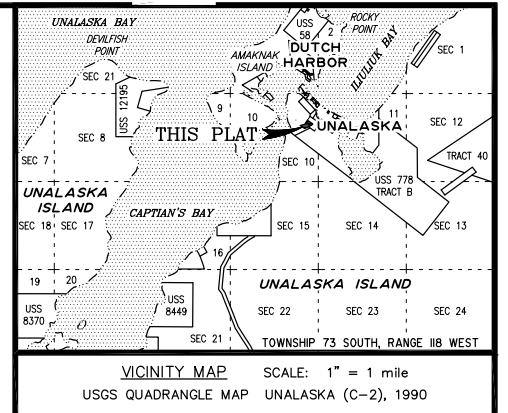 UNALASKA BAY
DEVILFISH
POINT
USS
58
2
ROCKY
POINT
DUTCH
HARBOR
ILIULIUK BAY
SEC 1
AMAKNAK
ISLAND
SEC 21
USS 12195
9
10
11
SEC 12
SEC 8
THIS PLAT
UNALASKA
SEC 7
SEC 10
TRACT 40
USS 778
TRACT B
UNALASKA
ISLAND
CAPTIAN'S BAY
SEC 18
SEC 17
SEC 15
SEC 14
SEC 13
16
19
20
UNALASKA ISLAND
USS
8370
USS
8449
SEC 22
SEC 23
SEC 24
SEC 21
TOWNSHIP 73 SOUTH, RANGE 118 WEST
VICINITY MAP SCALE: 1" = 1 mile
USGS QUADRANGLE MAP UNALASKA (C-2), 1990